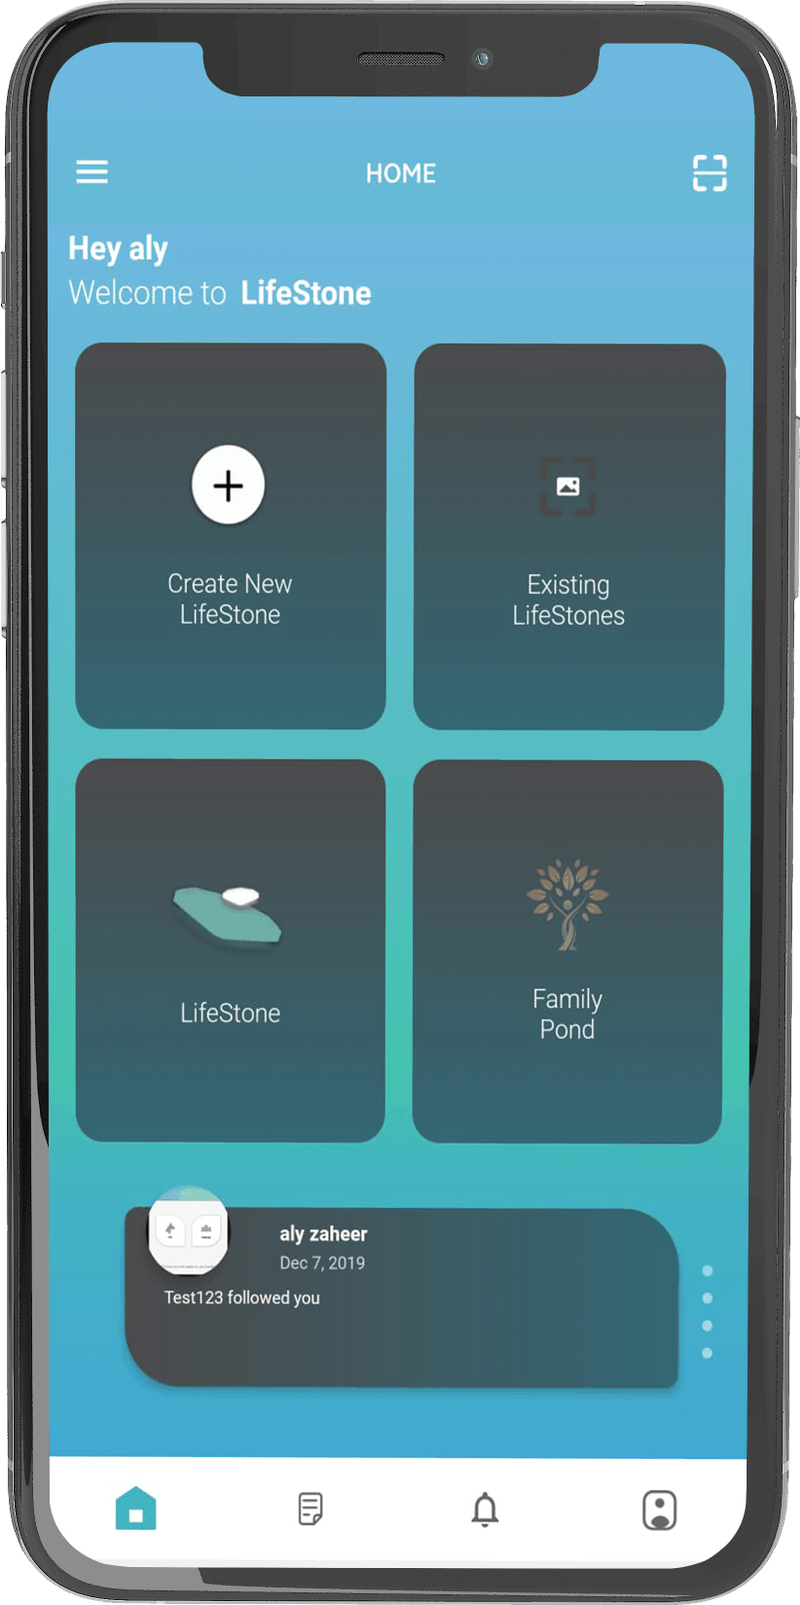 HOME
Hey aly
Welcome to LifeStone
Create New
LifeStone
Existing
LifeStones
LifeStone
Family
Pond
aly zaheer
Dec 7, 2019
Test123 followed you